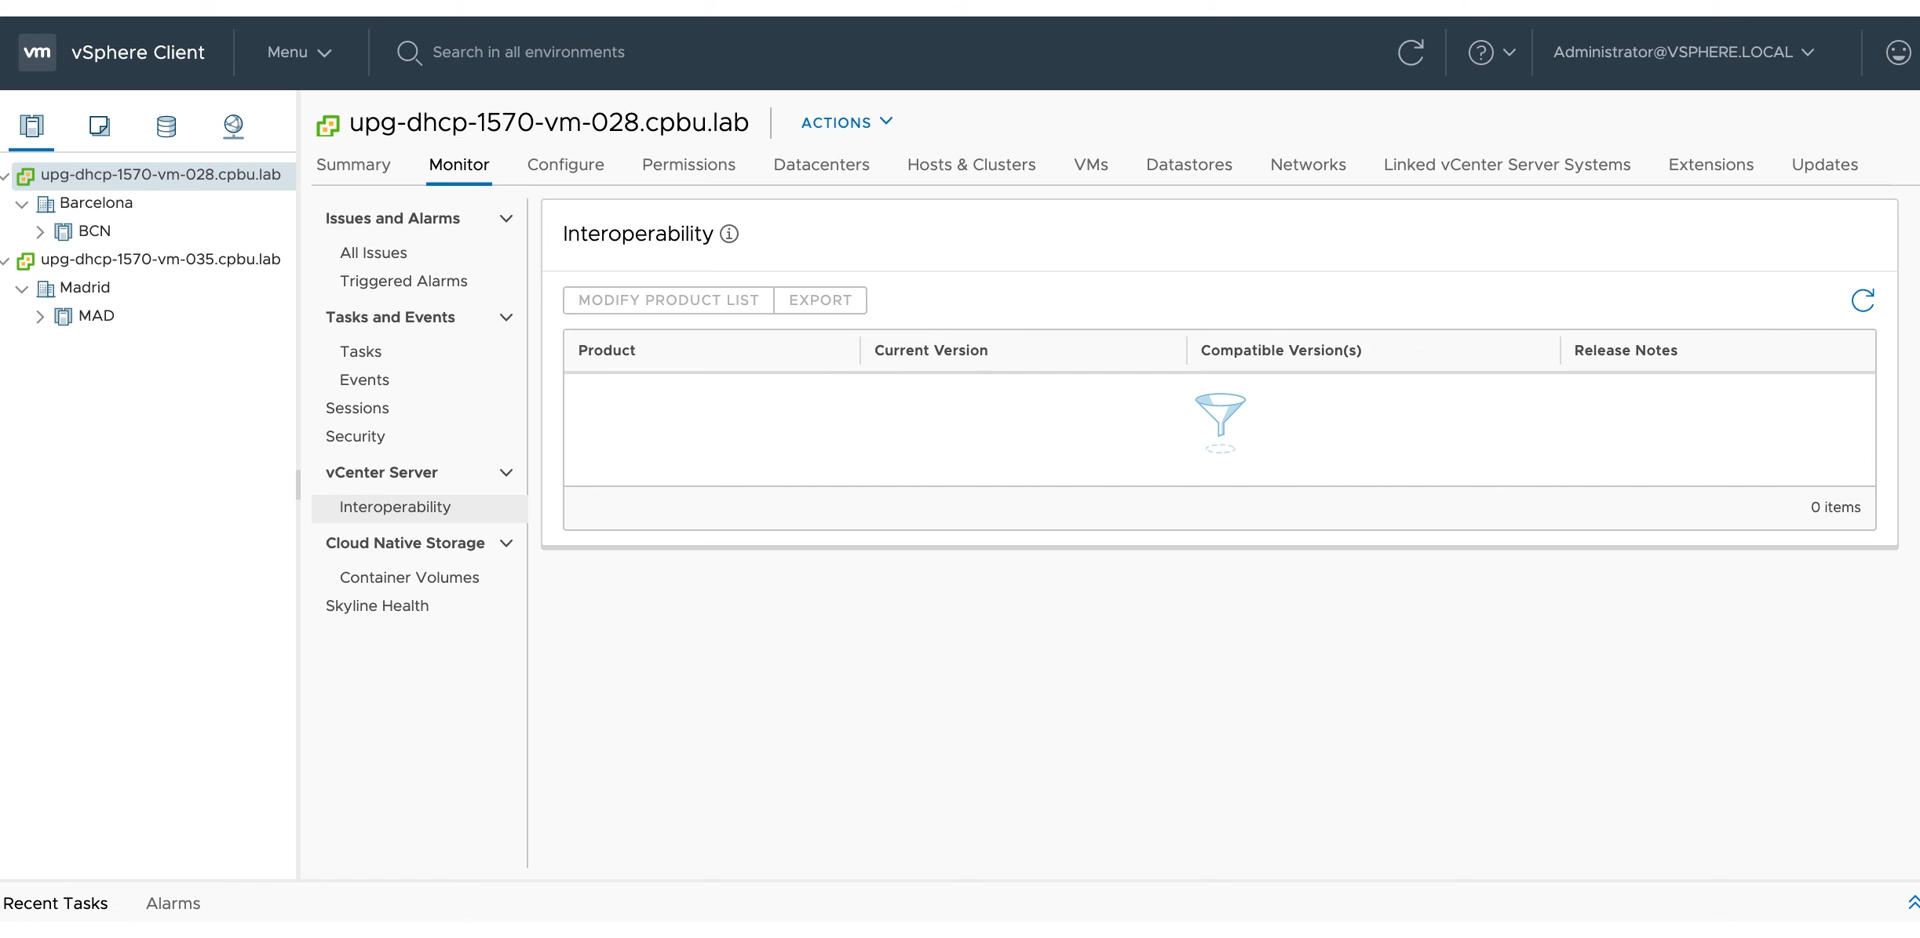 vm vSphere Client Menu Search in all environments ? Administrator@VSPHERE.LOCAL
upg-dhcp-1570-vm-028.cpbu.lab ACTIONS
Summary Monitor Configure Permissions Datacenters Hosts & Clusters VMs Datastores Networks Linked vCenter Server Systems Extensions Updates
upg-dhcp-1570-vm-028.cpbu.lab
Barcelona
BCN
upg-dhcp-1570-vm-035.cpbu.lab
Madrid
MAD
Issues and Alarms
All Issues
Triggered Alarms
Tasks and Events
Tasks
Events
Sessions
Security
vCenter Server
Interoperability
Cloud Native Storage
Container Volumes
Skyline Health
Interoperability
MODIFY PRODUCT LIST EXPORT
Product Current Version Compatible Version(s) Release Notes
0 items
Recent Tasks Alarms